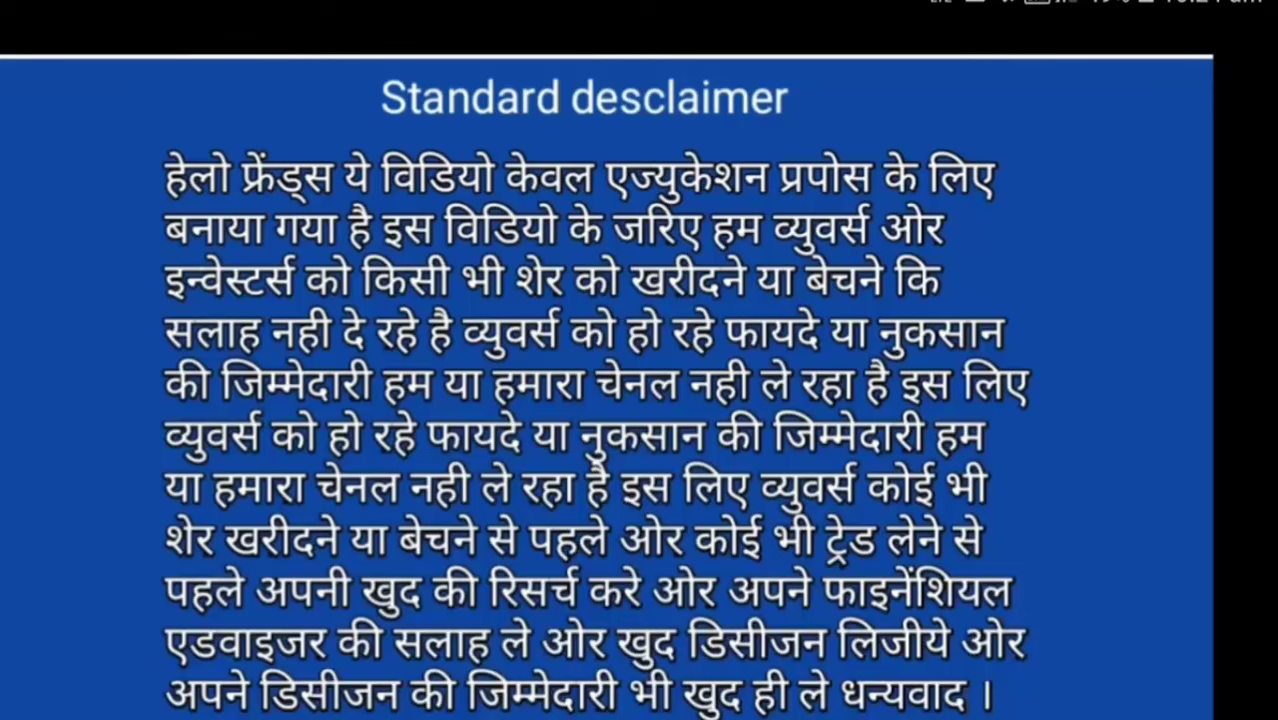 Standard desclaimer
हेलो फ्रेंड्स ये विडियो केवल एज्युकेशन प्रपोस के लिए
बनाया गया है इस विडियो के जरिए हम व्युवर्स ओर
इन्वेस्टर्स को किसी भी शेर को खरीदने या बेचने कि
सलाह नही दे रहे है व्युवर्स को हो रहे फायदे या नुकसान
की जिम्मेदारी हम या हमारा चेनल नही ले रहा है इस लिए
व्युवर्स को हो रहे फायदे या नुकसान की जिम्मेदारी हम
या हमारा चेनल नही ले रहा है इस लिए व्युवर्स कोई भी
शेर खरीदने या बेचने से पहले ओर कोई भी ट्रेड लेने से
पहले अपनी खुद की रिसर्च करे ओर अपने फाइनेंशियल
एडवाइजर की सलाह ले ओर खुद डिसीजन लिजीये ओर
अपने डिसीजन की जिम्मेदारी भी खुद ही ले धन्यवाद ।